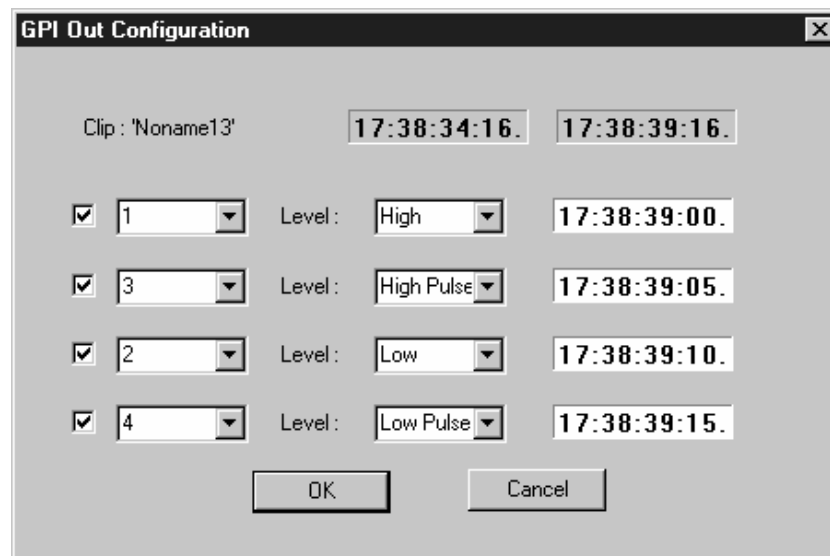 GPI Out Configuration
Clip : 'Noname13' 17:38:34:16. 17:38:39:16.
1 Level : High 17:38:39:00.
3 Level : High Pulse 17:38:39:05.
2 Level : Low 17:38:39:10.
4 Level : Low Pulse 17:38:39:15.
OK Cancel